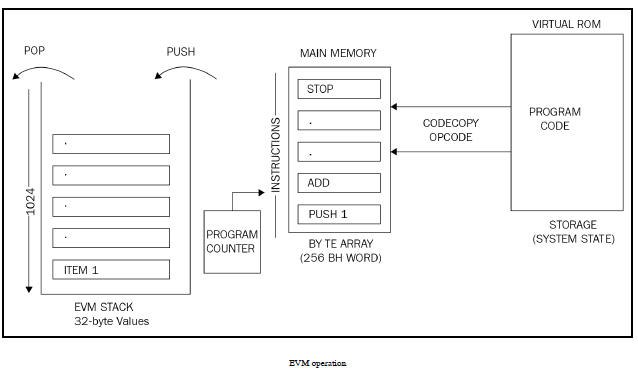 POP
PUSH
1024
.
.
.
.
ITEM 1
EVM STACK
32-byte Values
PROGRAM
COUNTER
INSTRUCTIONS
MAIN MEMORY
STOP
.
.
ADD
PUSH 1
BY TE ARRAY
(256 BH WORD)
CODECOPY
OPCODE
VIRTUAL ROM
PROGRAM
CODE
STORAGE
(SYSTEM STATE)
EVM operation